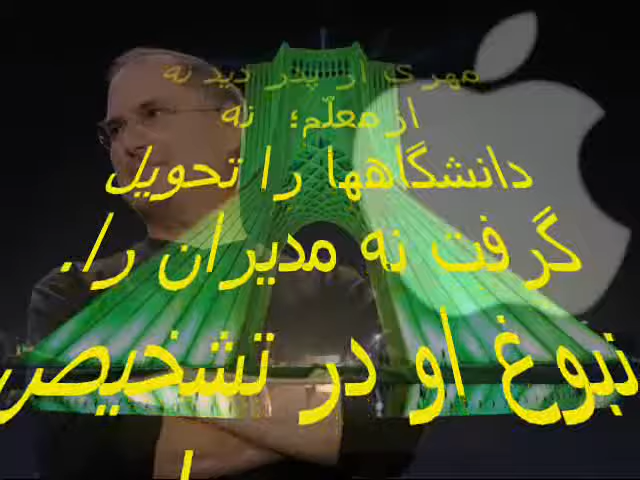 مهری از پدر دید نه
از معلّم؛ نه
دانشگاهها را تحویل
گرفت نه مدیران را.
نبوغ او در تشخیص